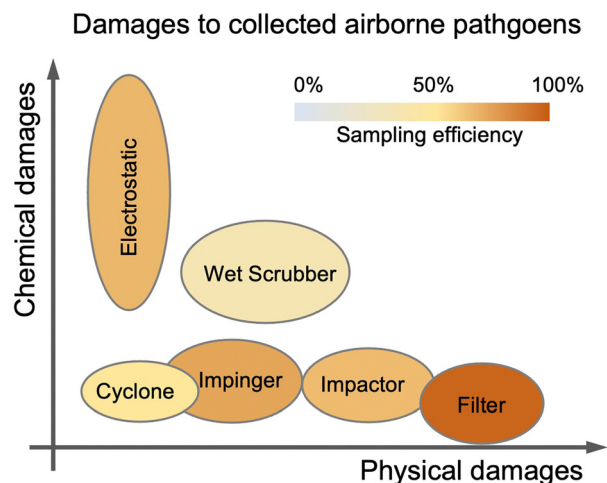 Damages to collected airborne pathgoens
0% 50% 100%
Sampling efficiency
Chemical damages
Electrostatic
Wet Scrubber
Cyclone
Impinger
Impactor
Filter
Physical damages